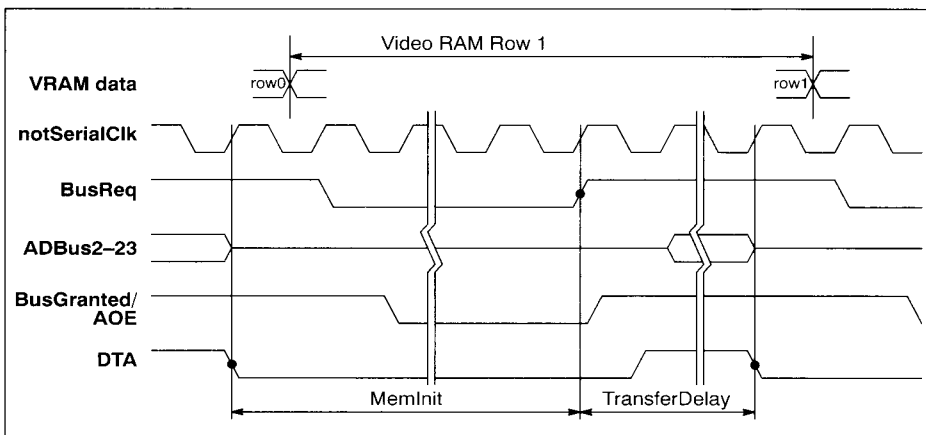 Video RAM Row 1
VRAM data
row0
row1
notSerialClk
BusReq
ADBus2–23
BusGranted/
AOE
DTA
MemInit
TransferDelay